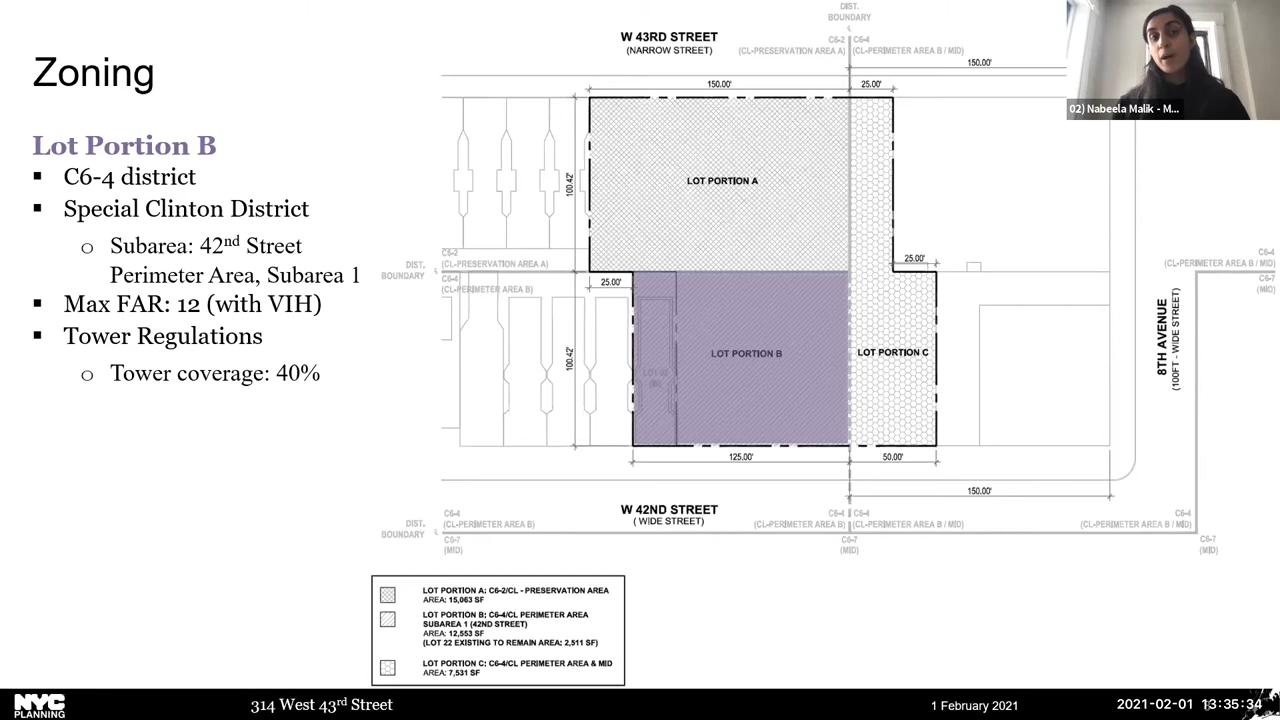 Zoning
Lot Portion B
▪ C6-4 district
▪ Special Clinton District
o Subarea: 42nd Street
Perimeter Area, Subarea 1
▪ Max FAR: 12 (with VIH)
▪ Tower Regulations
o Tower coverage: 40%
DIST.
BOUNDARY
W 43RD STREET
(NARROW STREET)
C6-2
(CL-PRESERVATION AREA A)
C6-4
(CL-PERIMETER AREA B / MID)
150.00'
150.00'
25.00'
02) Nabeela Malik - M...
100.42'
LOT PORTION A
C6-2
(CL-PRESERVATION AREA A)
DIST.
BOUNDARY
C6-4
(CL-PERIMETER AREA B)
25.00'
25.00'
C6-4
(CL-PERIMETER AREA B / MID)
C6-7
(MID)
100.42'
LOT PORTION B
LOT PORTION C
8TH AVENUE
(100FT - WIDE STREET)
125.00'
50.00'
150.00'
W 42ND STREET
( WIDE STREET)
DIST.
BOUNDARY
C6-4
(CL-PERIMETER AREA B)
C6-7
(MID)
C6-4
(CL-PERIMETER AREA B)
C6-4
(CL-PERIMETER AREA B / MID)
C6-7
(MID)
C6-4
(CL-PERIMETER AREA B / MID)
C6-7
(MID)
LOT PORTION A: C6-2/CL - PRESERVATION AREA
AREA: 15,063 SF
LOT PORTION B: C6-4/CL PERIMETER AREA
SUBAREA 1 (42ND STREET)
AREA: 12,553 SF
(LOT 22 EXISTING TO REMAIN AREA: 2,511 SF)
LOT PORTION C: C6-4/CL PERIMETER AREA & MID
AREA: 7,531 SF
NYC
PLANNING
314 West 43rd Street
1 February 2021
2021-02-01 13:35:34